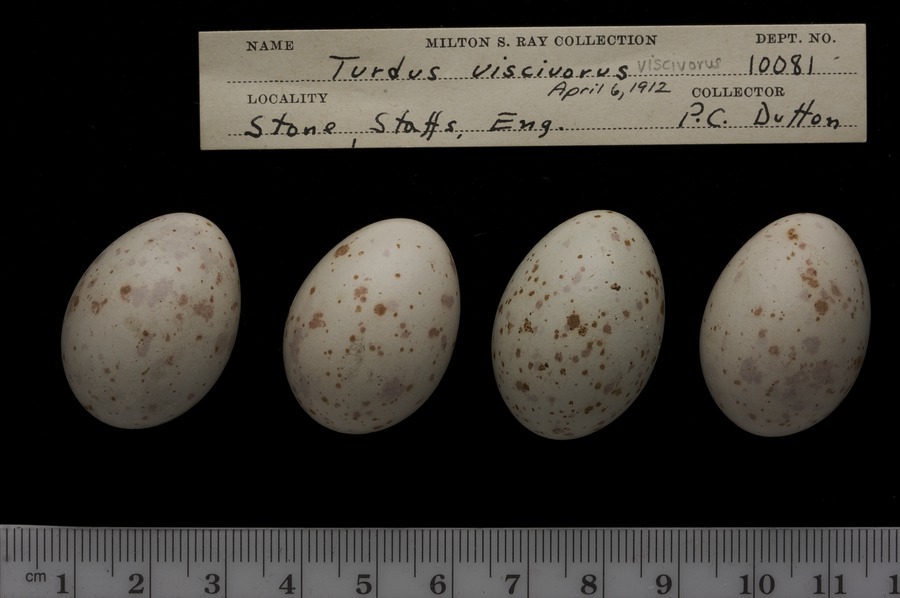 NAME MILTON S. RAY COLLECTION DEPT. NO.
Turdus viscivorus viscivorus 10081
April 6, 1912
LOCALITY COLLECTOR
Stone, Staffs, Eng. P.C. Dutton
cm 1 2 3 4 5 6 7 8 9 10 11 1